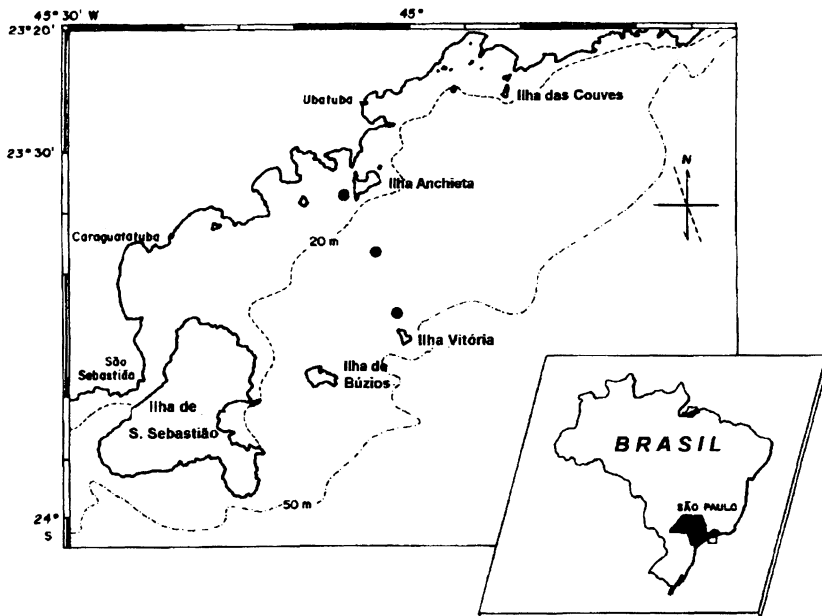 45° 30' W
45°
23° 20'
Ubatuba
Ilha das Couves
23° 30'
N
Ilha Anchieta
Caraguatatuba
20 m
Ilha Vitória
São
Sebastião
Ilha de
Búzios
Ilha de
S. Sebastião
BRASIL
SÃO PAULO
50 m
24°
S